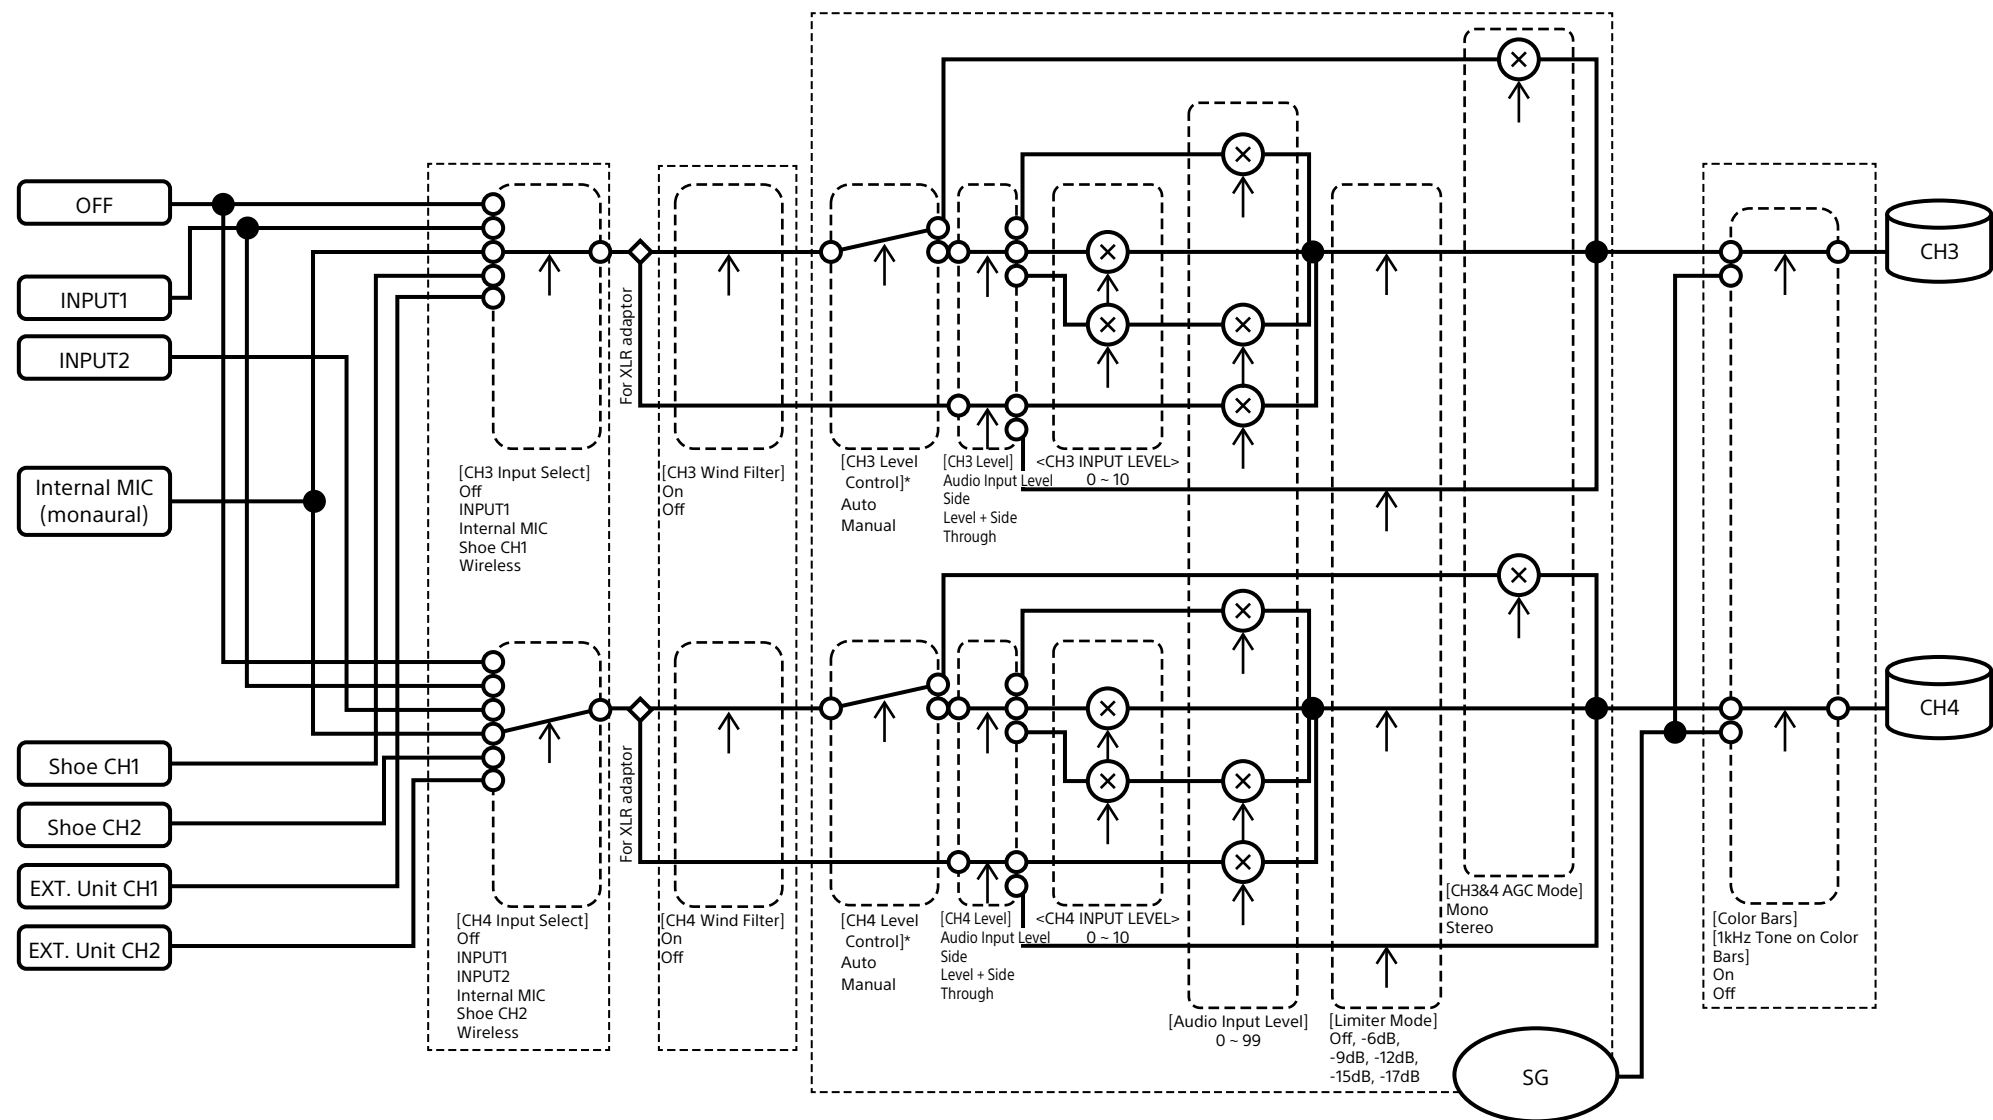 OFF
INPUT1
INPUT2
Internal MIC
(monaural)
Shoe CH1
Shoe CH2
EXT. Unit CH1
EXT. Unit CH2
[CH3 Input Select]
Off
INPUT1
Internal MIC
Shoe CH1
Wireless
For XLR adaptor
[CH3 Wind Filter]
On
Off
[CH3 Level
Control]*
Auto
Manual
[CH3 Level]
Audio Input Level
Side
Level + Side
Through
<CH3 INPUT LEVEL>
0 ~ 10
CH3
[CH4 Input Select]
Off
INPUT1
INPUT2
Internal MIC
Shoe CH2
Wireless
For XLR adaptor
[CH4 Wind Filter]
On
Off
[CH4 Level
Control]*
Auto
Manual
[CH4 Level]
Audio Input Level
Side
Level + Side
Through
<CH4 INPUT LEVEL>
0 ~ 10
[Audio Input Level]
0 ~ 99
[Limiter Mode]
Off, -6dB,
-9dB, -12dB,
-15dB, -17dB
[CH3&4 AGC Mode]
Mono
Stereo
SG
[Color Bars]
[1kHz Tone on Color
Bars]
On
Off
CH4